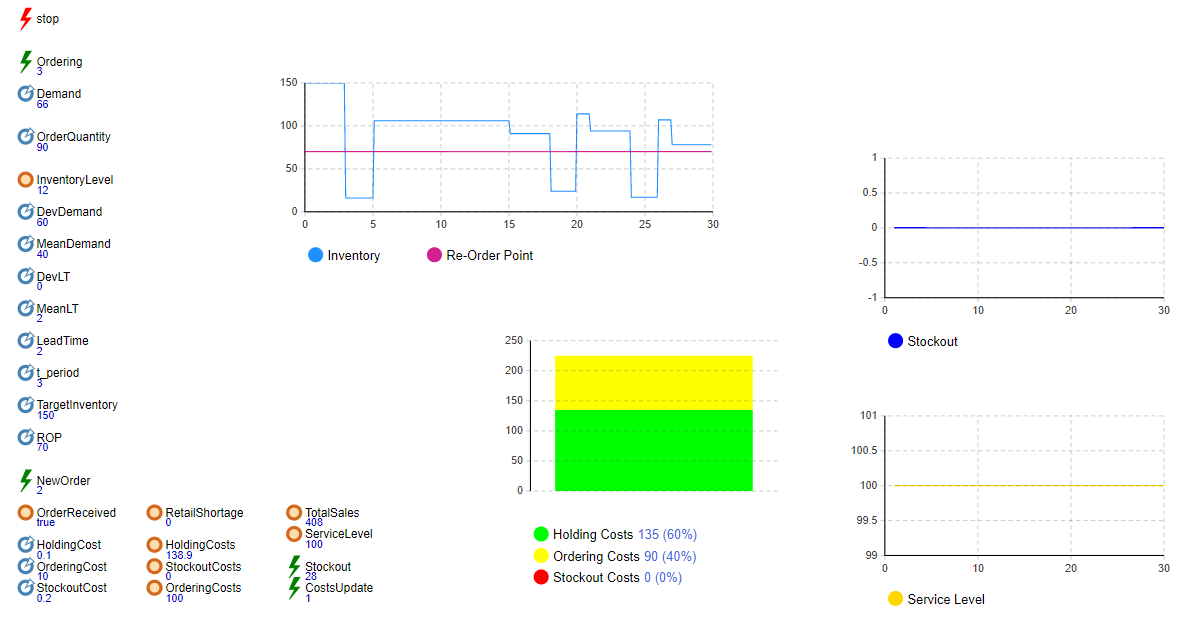 stop
Ordering
3
Demand
66
OrderQuantity
90
InventoryLevel
12
DevDemand
60
MeanDemand
40
DevLT
0
MeanLT
2
LeadTime
2
t_period
3
TargetInventory
150
ROP
70
NewOrder
2
OrderReceived
true
HoldingCost
0.1
OrderingCost
10
StockoutCost
0.2
RetailShortage
0
HoldingCosts
138.9
StockoutCosts
0
OrderingCosts
100
TotalSales
408
ServiceLevel
100
Stockout
28
CostsUpdate
1
150
100
50
0
0 5 10 15 20 25 30
Inventory Re-Order Point
250
200
150
100
50
0
Holding Costs 135 (60%)
Ordering Costs 90 (40%)
Stockout Costs 0 (0%)
1
0.5
0
-0.5
-1
0 10 20 30
Stockout
101
100.5
100
99.5
99
0 10 20 30
Service Level